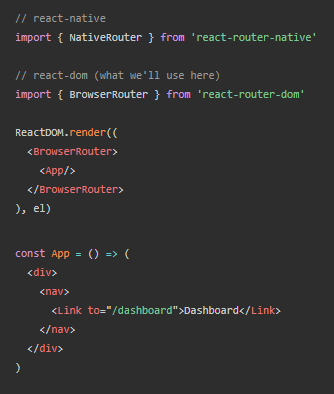 // react-native
import { NativeRouter } from 'react-router-native'

// react-dom (what we'll use here)
import { BrowserRouter } from 'react-router-dom'

ReactDOM.render((
  <BrowserRouter>
    <App/>
  </BrowserRouter>
), el)

const App = () => (
  <div>
    <nav>
      <Link to="/dashboard">Dashboard</Link>
    </nav>
  </div>
)